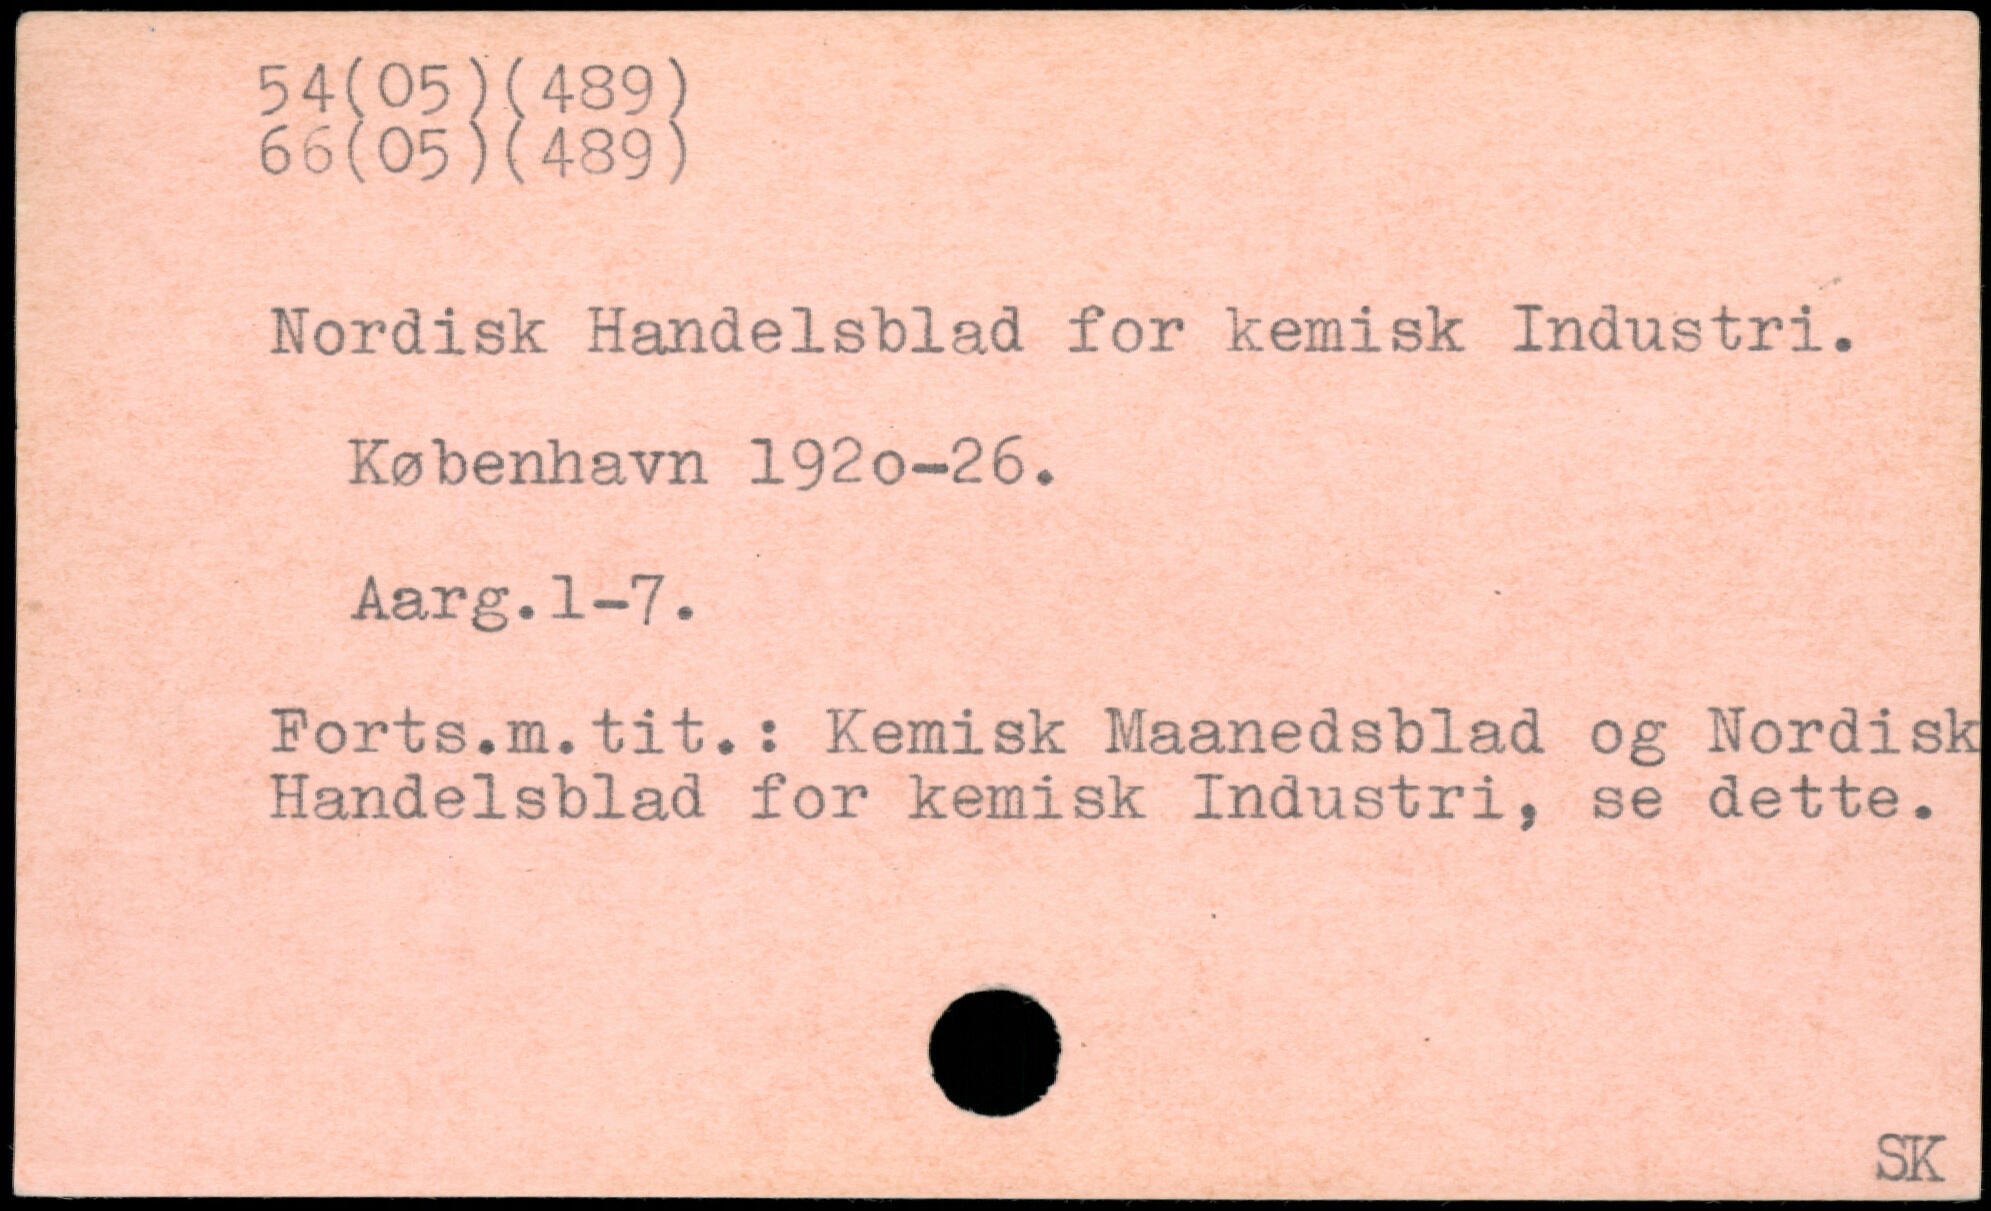 54(05)(489)
66(05)(489)
Nordisk Handelsblad for kemisk Industri.
København 192o-26.
Aarg.1-7.
Forts.m.tit.: Kemisk Maanedsblad og Nordisk
Handelsblad for kemisk Industri, se dette.
SK